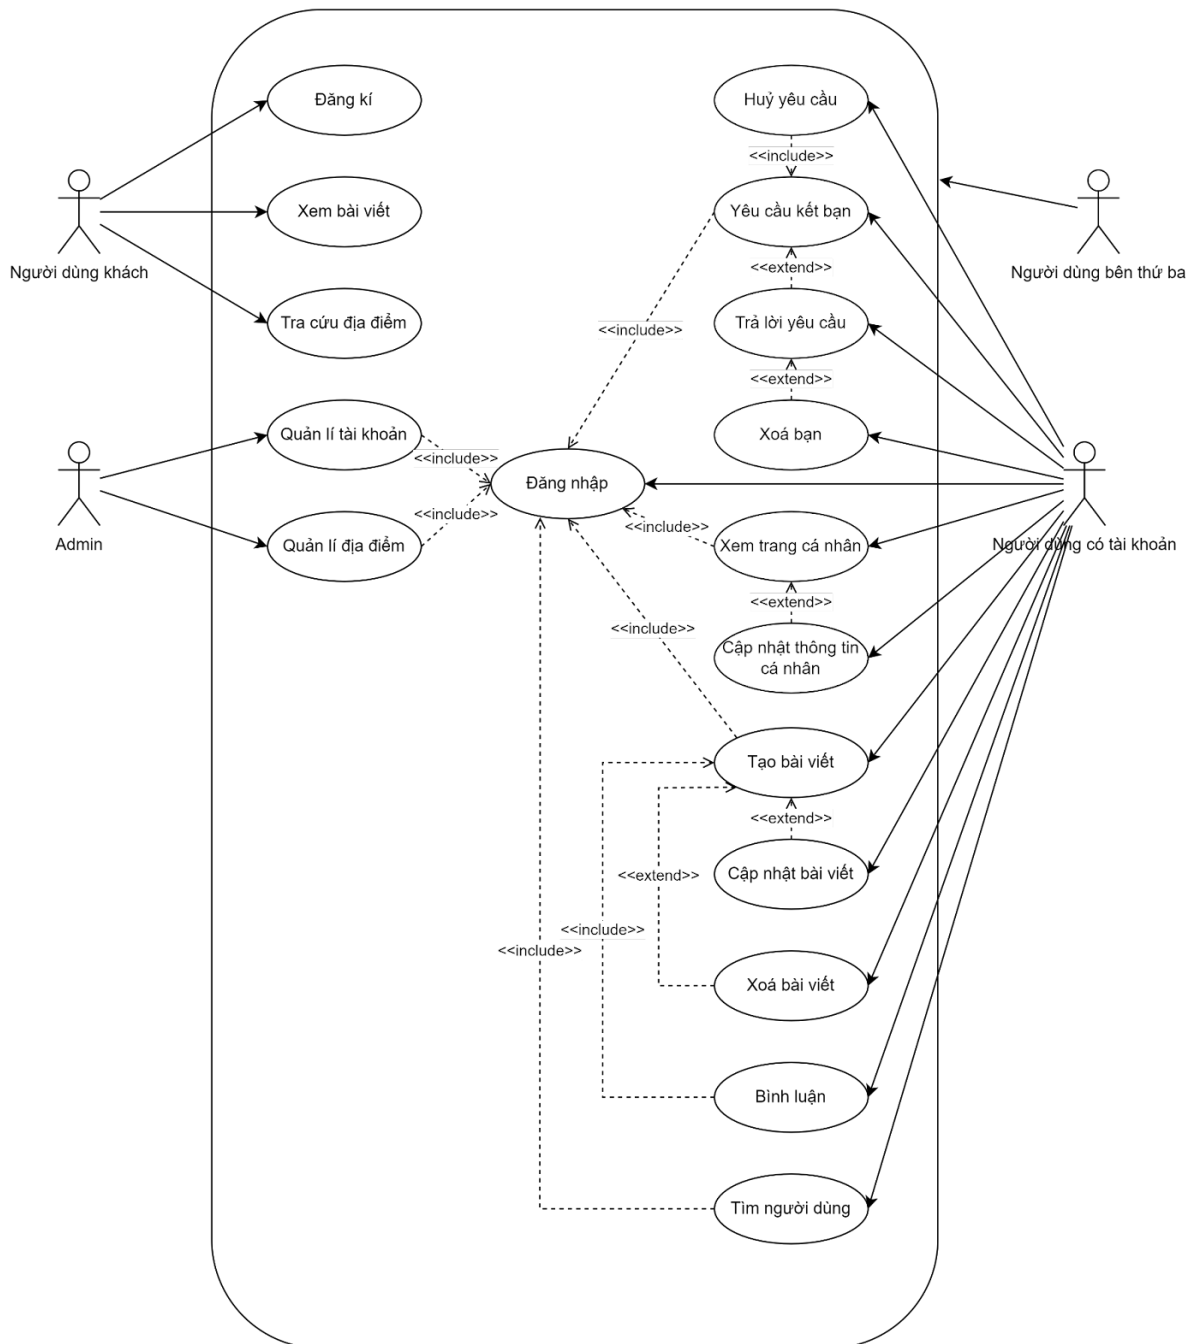 Đăng kí
Huỷ yêu cầu
<<include>>
Xem bài viết
Yêu cầu kết bạn
Người dùng khách
Người dùng bên thứ ba
<<extend>>
Tra cứu địa điểm
<<include>>
Trả lời yêu cầu
<<extend>>
Quản lí tài khoản
Xoá bạn
<<include>>
Đăng nhập
<<include>>
<<include>>
Admin
Quản lí địa điểm
Xem trang cá nhân
Người dùng có tài khoản
<<extend>>
<<include>>
Cập nhật thông tin
cá nhân
Tạo bài viết
<<extend>>
Cập nhật bài viết
<<extend>>
<<include>>
<<include>>
Xoá bài viết
Bình luận
Tìm người dùng